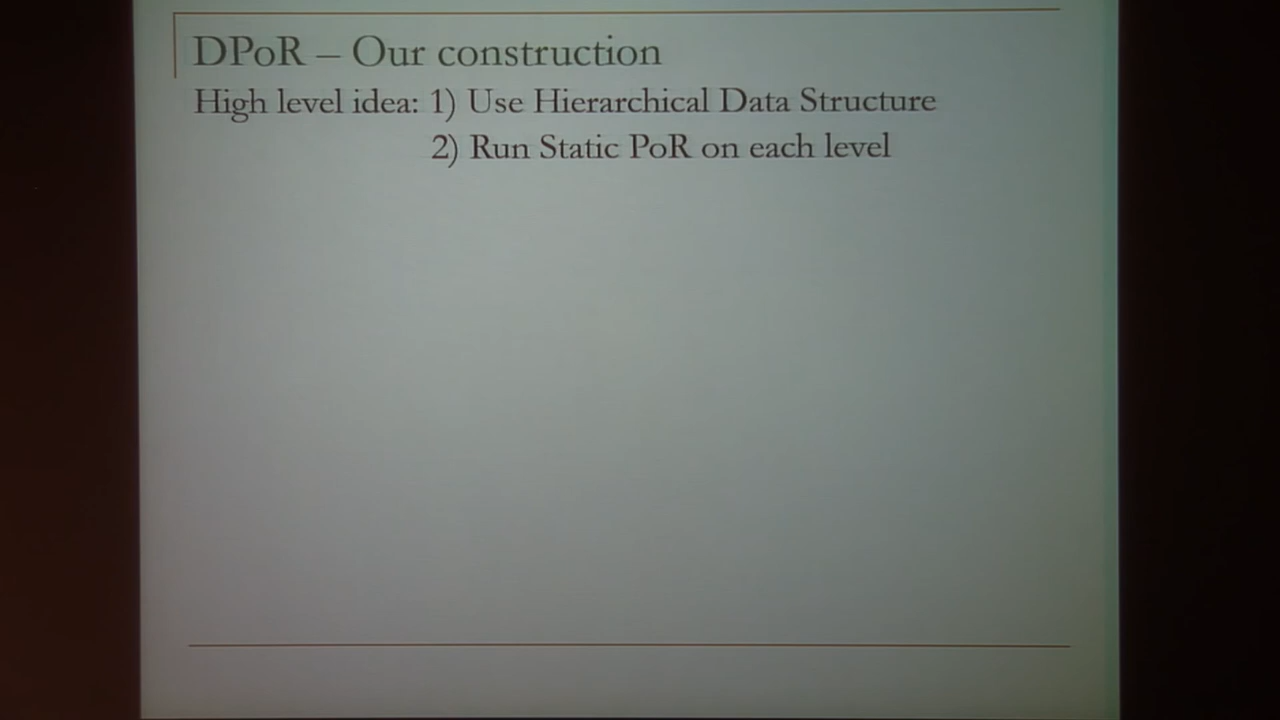 DPoR – Our construction
High level idea: 1) Use Hierarchical Data Structure
2) Run Static PoR on each level